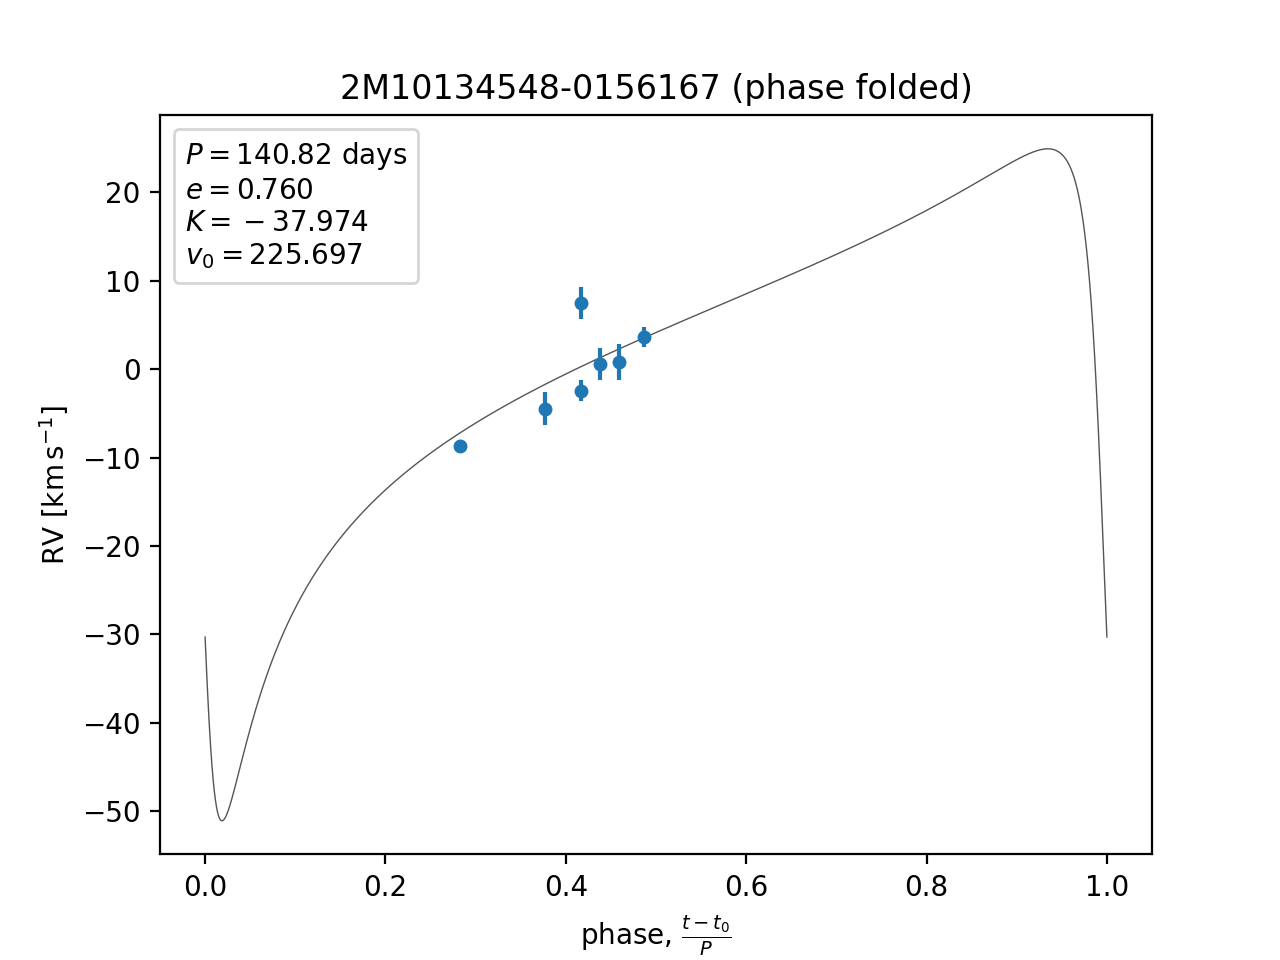 2M10134548-0156167 (phase folded)
P = 140.82 days
e = 0.760
K = −37.974
v₀ = 225.697
20
10
0
−10
−20
−30
−40
−50
RV [km s⁻¹]
0.0 0.2 0.4 0.6 0.8 1.0
phase, (t − t₀)/P